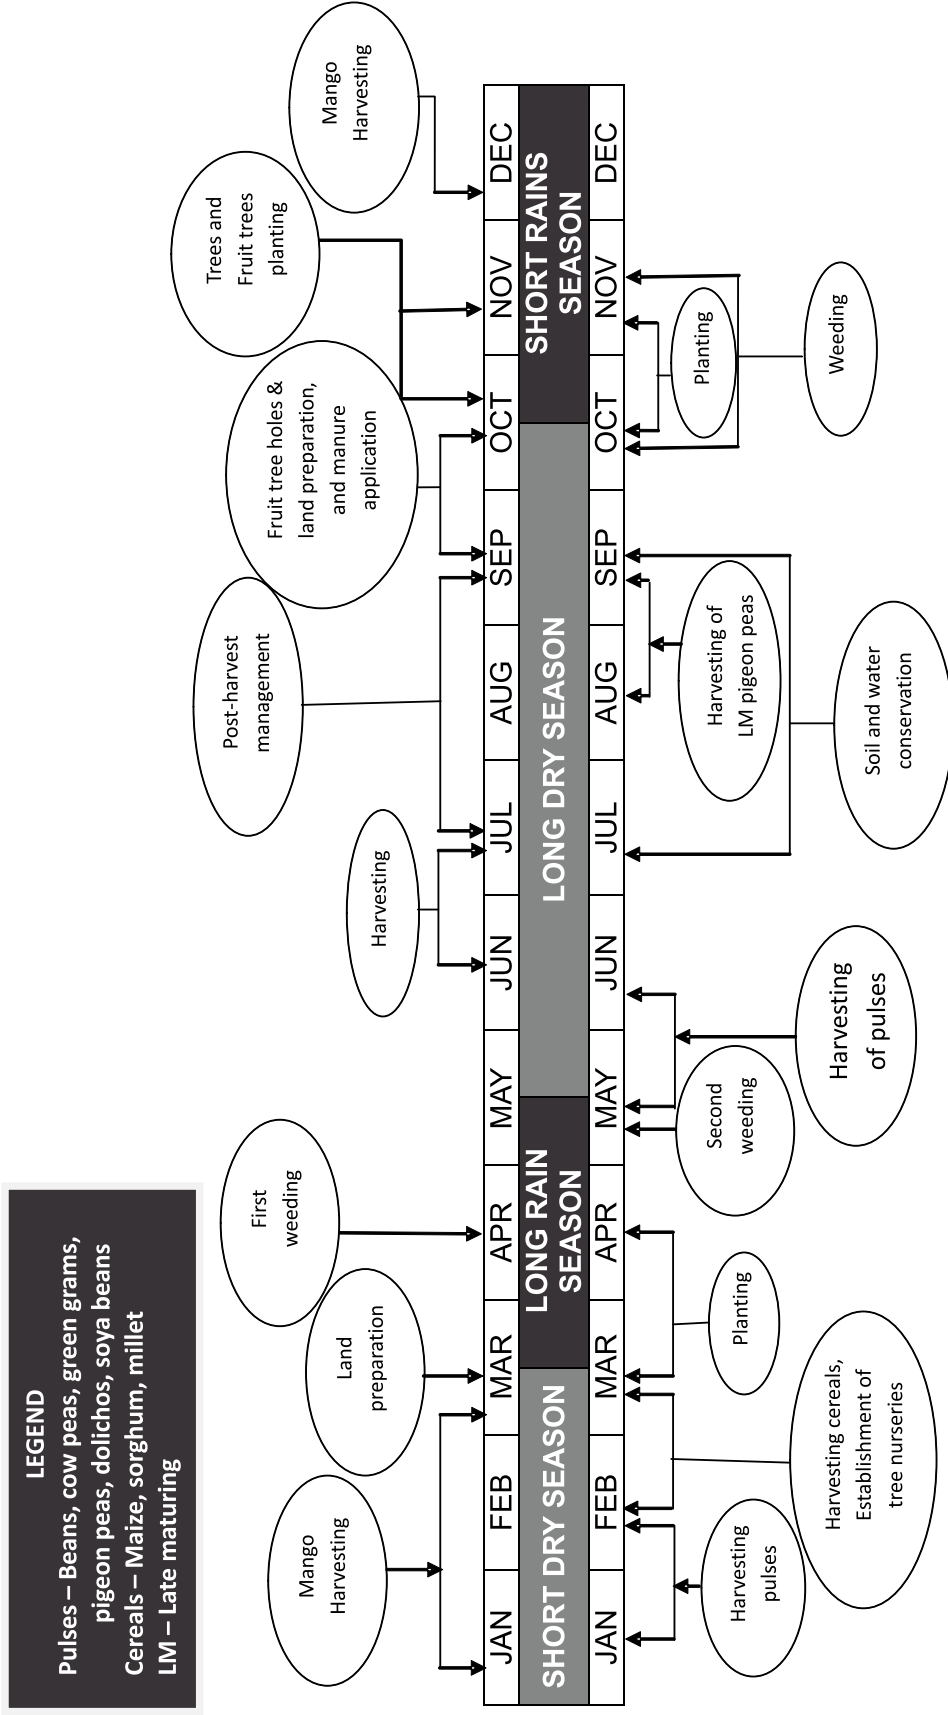 LEGEND
Pulses – Beans, cow peas, green grams,
pigeon peas, dolichos, soya beans
Cereals – Maize, sorghum, millet
LM – Late maturing
Mango
Harvesting
Land
preparation
First
weeding
Harvesting
Post-harvest
management
Fruit tree holes &
land preparation,
and manure
application
Trees and
Fruit trees
planting
Mango
Harvesting
JAN FEB MAR APR MAY JUN JUL AUG SEP OCT NOV DEC
SHORT DRY SEASON
LONG RAIN
SEASON
LONG DRY SEASON
SHORT RAINS
SEASON
JAN FEB MAR APR MAY JUN JUL AUG SEP OCT NOV DEC
Harvesting
pulses
Harvesting cereals,
Establishment of
tree nurseries
Planting
Second
weeding
Harvesting
of pulses
Harvesting of
LM pigeon peas
Soil and water
conservation
Planting
Weeding